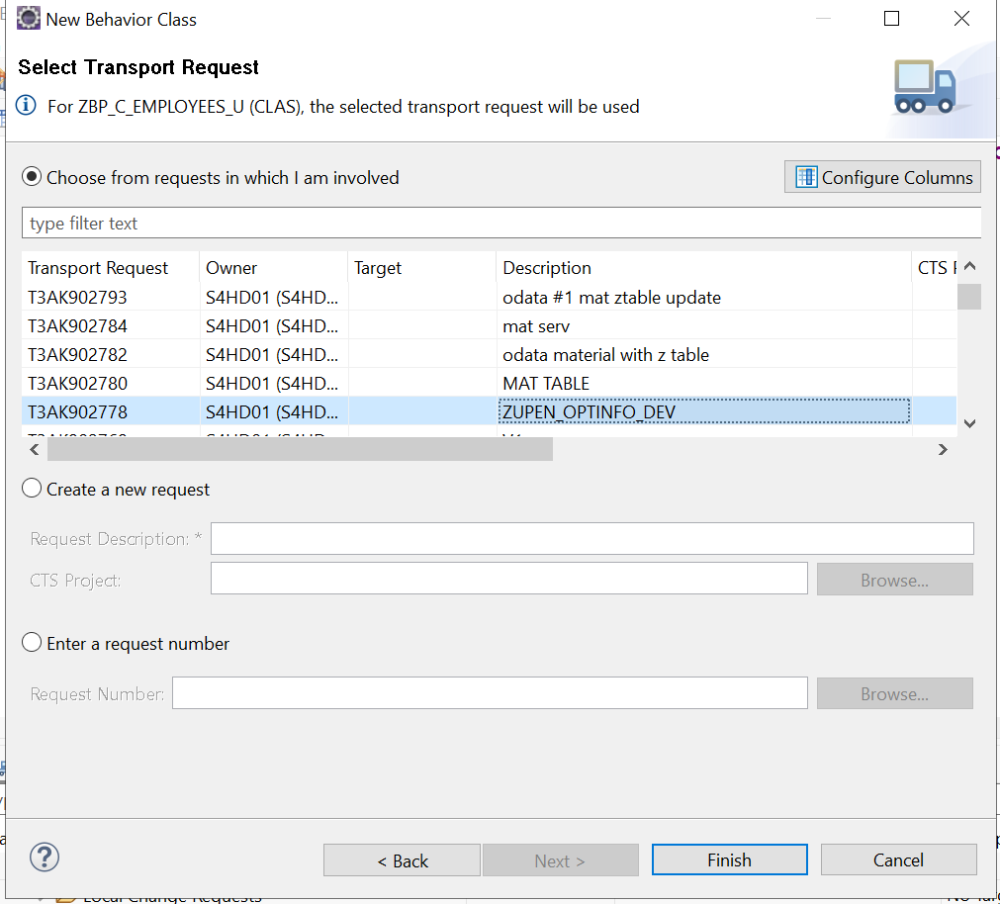 New Behavior Class
Select Transport Request
For ZBP_C_EMPLOYEES_U (CLAS), the selected transport request will be used
Choose from requests in which I am involved
Configure Columns
type filter text
Transport Request Owner Target Description CTS
T3AK902793 S4HD01 (S4HD... odata #1 mat ztable update
T3AK902784 S4HD01 (S4HD... mat serv
T3AK902782 S4HD01 (S4HD... odata material with z table
T3AK902780 S4HD01 (S4HD... MAT TABLE
T3AK902778 S4HD01 (S4HD... ZUPEN_OPTINFO_DEV
Create a new request
Request Description: *
CTS Project:
Browse...
Enter a request number
Request Number:
Browse...
< Back
Next >
Finish
Cancel
Local Change Requests